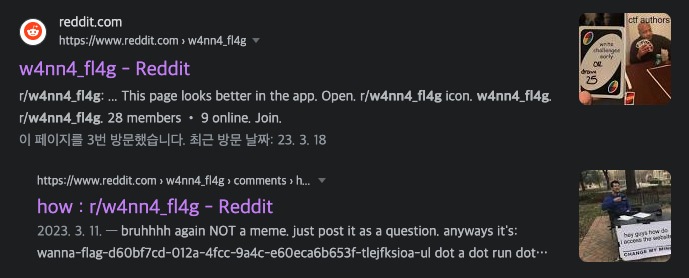 reddit.com
https://www.reddit.com › w4nn4_fl4g
w4nn4_fl4g - Reddit
r/w4nn4_fl4g: ... This page looks better in the app. Open. r/w4nn4_fl4g icon. w4nn4_fl4g.
r/w4nn4_fl4g. 28 members • 9 online. Join.
이 페이지를 3번 방문했습니다. 최근 방문 날짜: 23. 3. 18
ctf authors
write
challenges
early
OR
draw
25
https://www.reddit.com › w4nn4_fl4g › comments › h...
how : r/w4nn4_fl4g - Reddit
2023. 3. 11. — bruhhhh again NOT a meme. just post it as a question. anyways it's:
wanna-flag-d60bf7cd-012a-4fcc-9a4c-e60eca6b653f-tlejfksioa-ul dot a dot run dot…
hey guys how do
i access the website
CHANGE MY MIND